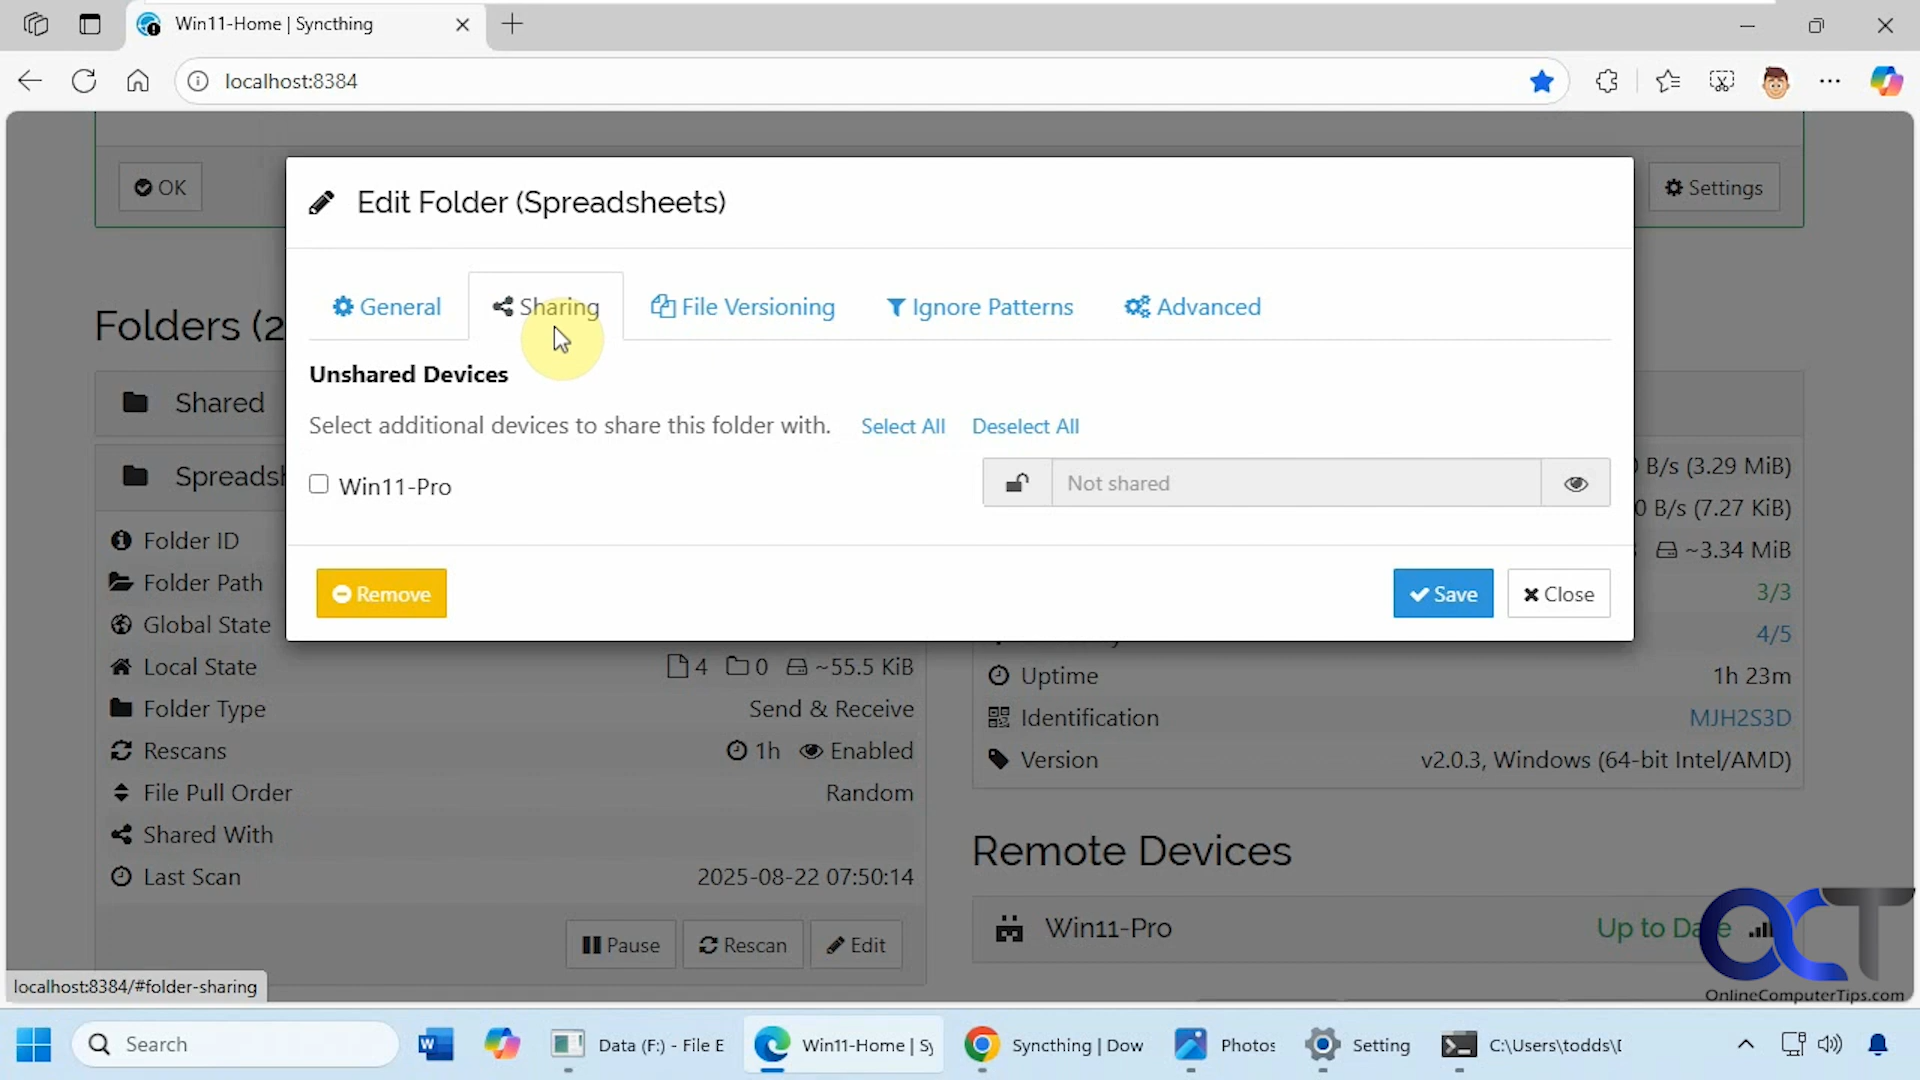 Win11-Home | Syncthing
localhost:8384
OK
Settings
Edit Folder (Spreadsheets)
General
Sharing
File Versioning
Ignore Patterns
Advanced
Unshared Devices
Select additional devices to share this folder with. Select All Deselect All
Win11-Pro
Not shared
Remove
Save
Close
Folders (2
Shared
Spreads
Folder ID
Folder Path
Global State
Local State 4 0 ~55.5 KiB
Folder Type Send & Receive
Rescans 1h Enabled
File Pull Order Random
Shared With
Last Scan 2025-08-22 07:50:14
Pause
Rescan
Edit
B/s (3.29 MiB)
0 B/s (7.27 KiB)
~3.34 MiB
3/3
4/5
Uptime 1h 23m
Identification MJH2S3D
Version v2.0.3, Windows (64-bit Intel/AMD)
Remote Devices
Win11-Pro Up to Date
OCT
OnlineComputerTips.com
localhost:8384/#folder-sharing
Search
Data (F:) - File E
Win11-Home | Sy
Syncthing | Dow
Photos
Setting
C:\Users\todds\